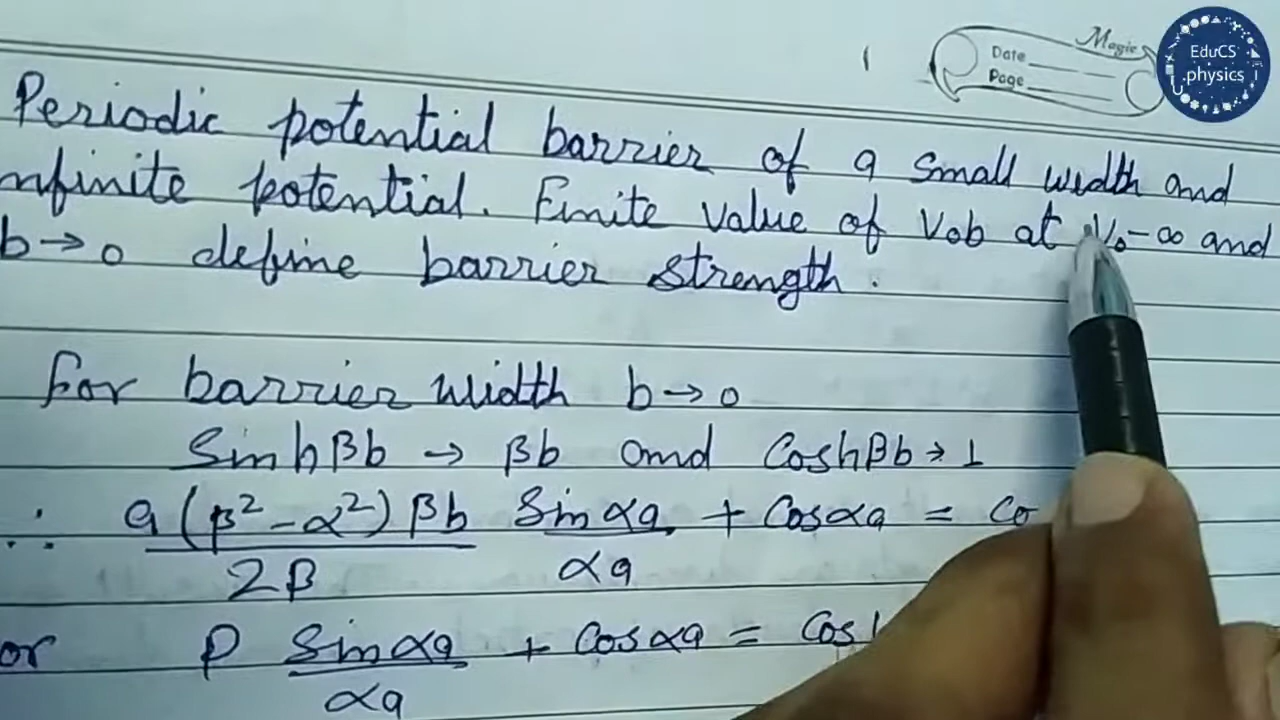 Magic
Date
Page
EduCS
.physics
Periodic potential barrier of a small width and
nfinite potential. Finite value of V₀b at V₀-∞ and
b→0 define barrier strength.
For barrier width b→0
Sinhβb → βb and Coshβb→1
∴ a(β²-α²)βb/2β Sinαa/αa + Cosαa = Co
or P Sinαa/αa + Cosαa = Cos